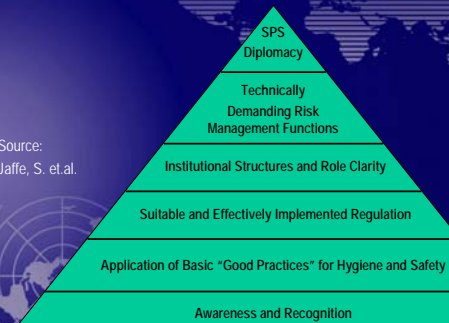 SPS
Diplomacy
Technically
Demanding Risk
Management Functions
Source:
Jaffe, S. et.al.
Institutional Structures and Role Clarity
Suitable and Effectively Implemented Regulation
Application of Basic “Good Practices” for Hygiene and Safety
Awareness and Recognition